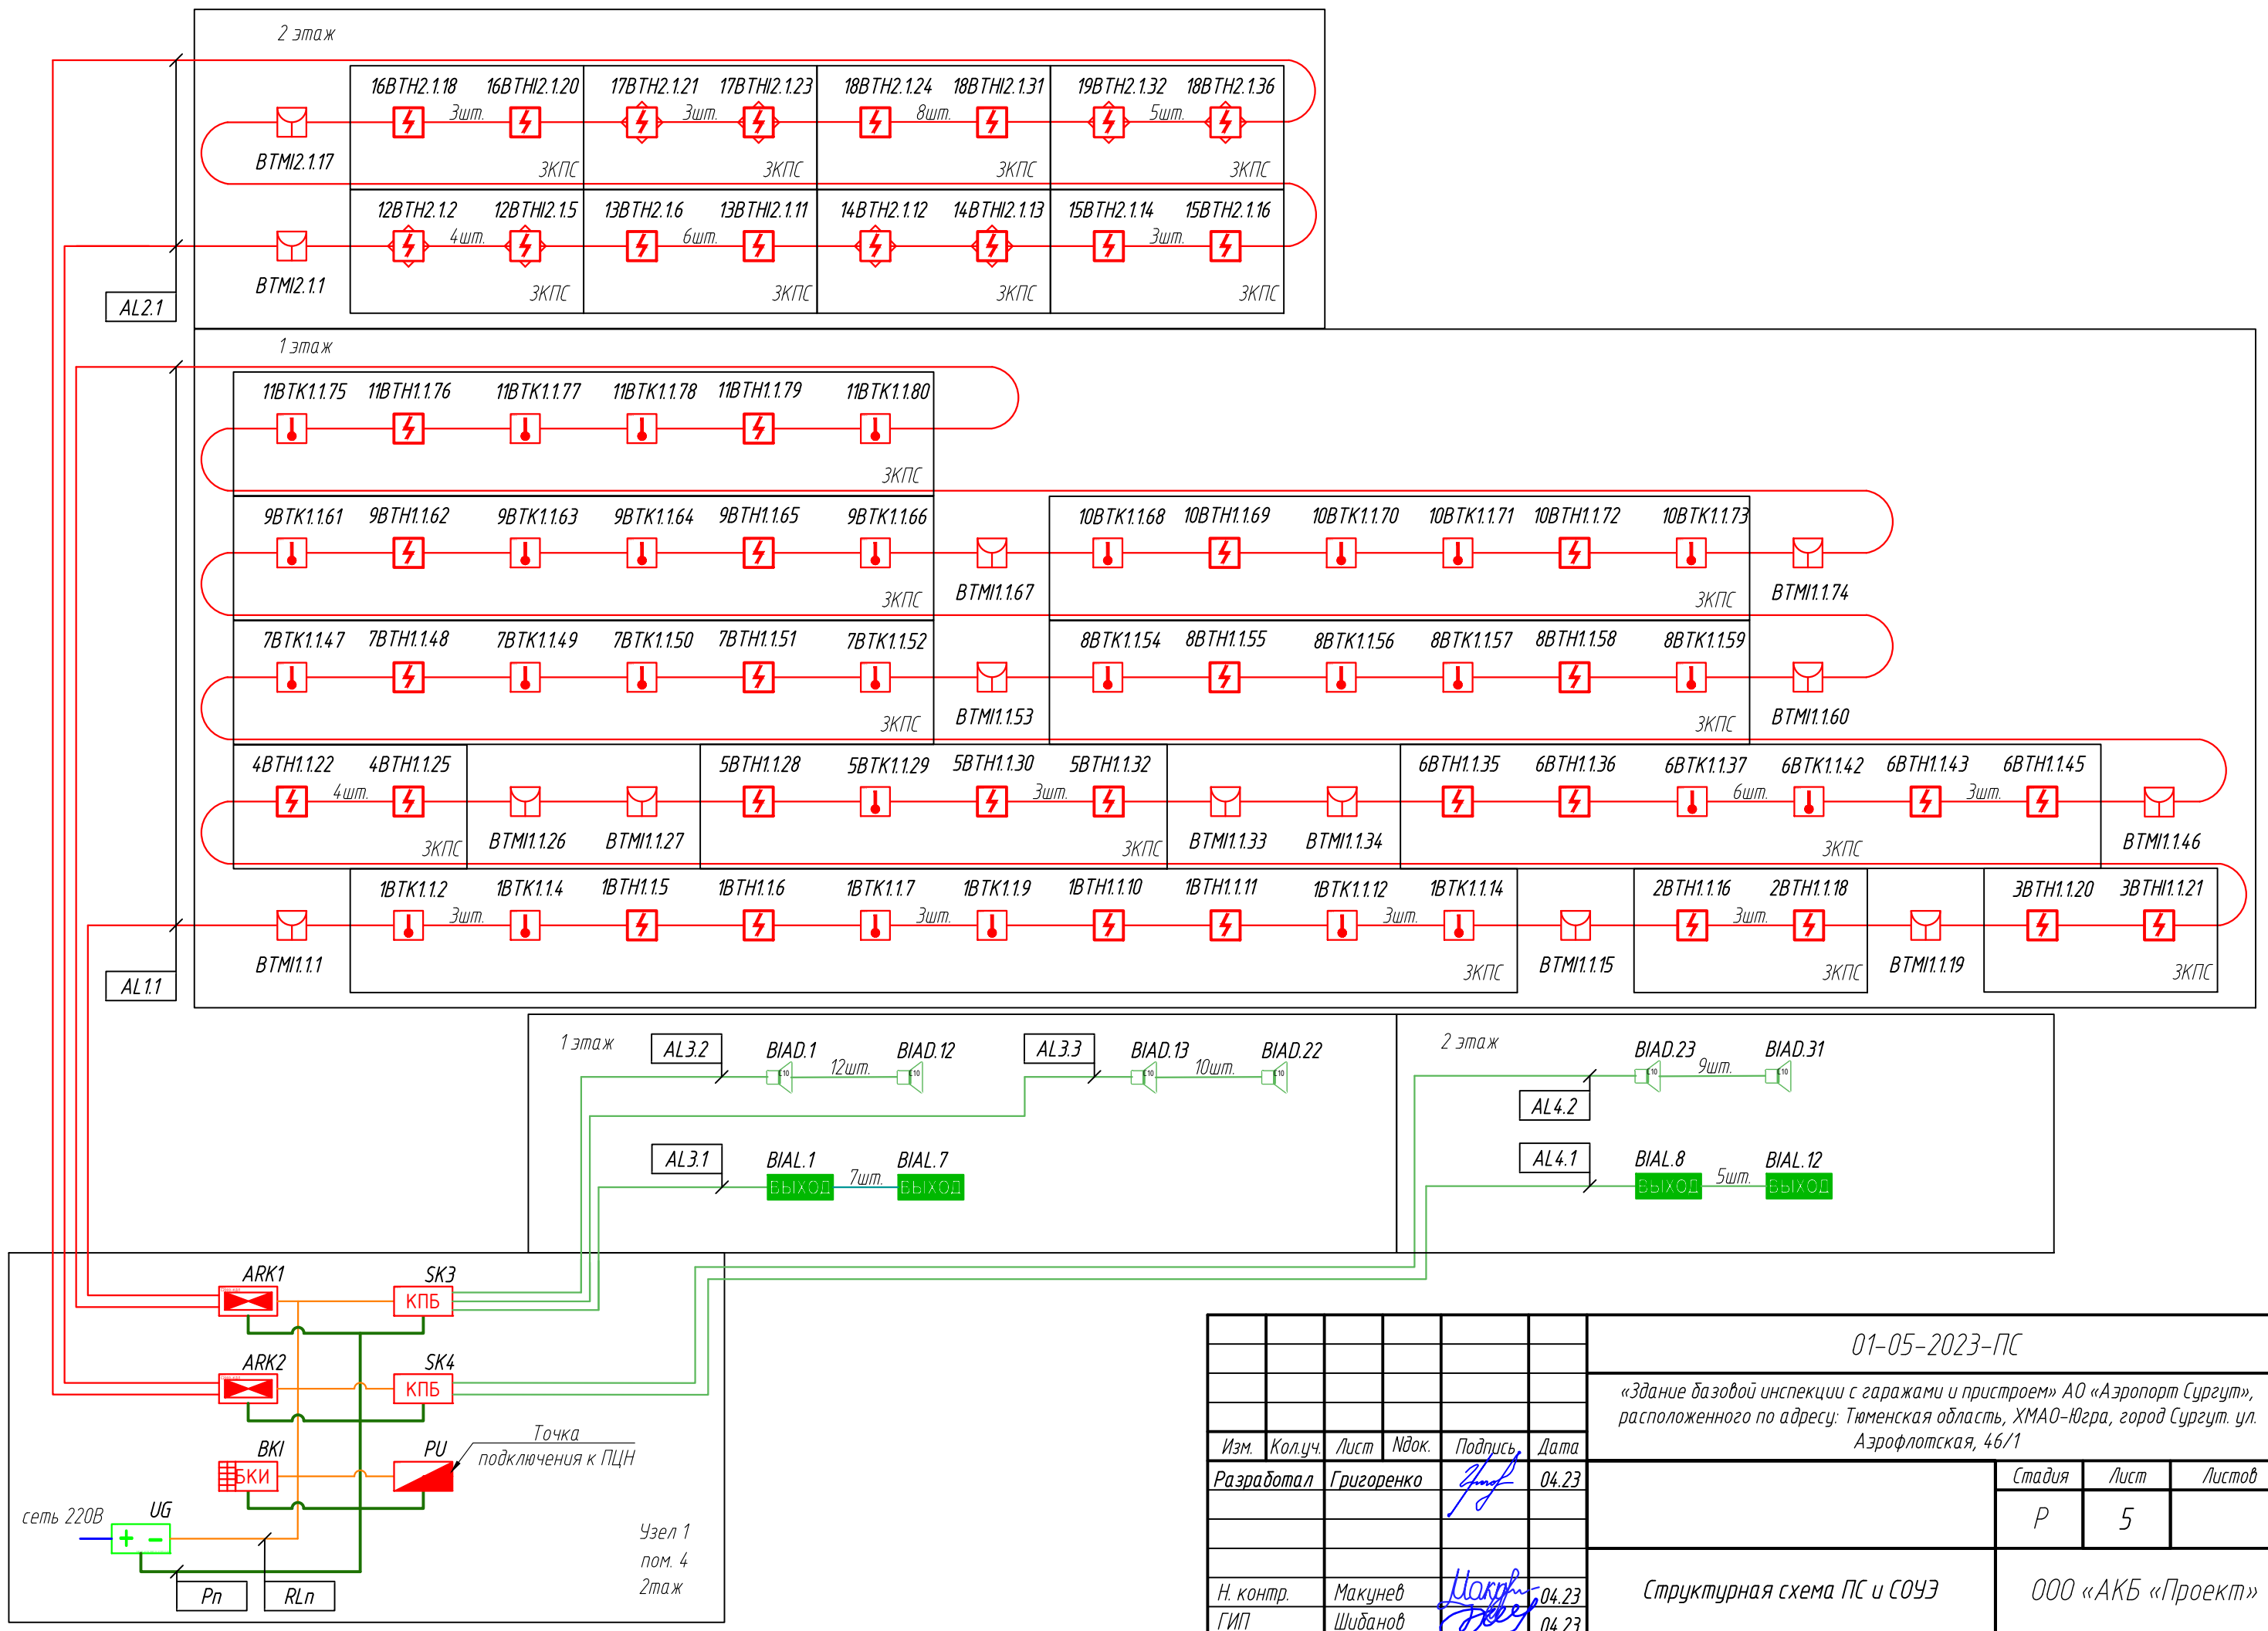 2 этаж
16BTH2.1.18 16BTHI2.1.20 17BTH2.1.21 17BTHI2.1.23 18BTH2.1.24 18BTHI2.1.31 19BTH2.1.32 18BTH2.1.36
3шт. 3шт. 8шт. 5шт.
BTMI2.1.17
ЗКПС ЗКПС ЗКПС ЗКПС
12BTH2.1.2 12BTHI2.1.5 13BTH2.1.6 13BTHI2.1.11 14BTH2.1.12 14BTHI2.1.13 15BTH2.1.14 15BTH2.1.16
4шт. 6шт. 3шт.
BTMI2.1.1
ЗКПС ЗКПС ЗКПС ЗКПС
AL2.1
1 этаж
11BTK1.1.75 11BTH1.1.76 11BTK1.1.77 11BTK1.1.78 11BTH1.1.79 11BTK1.1.80
ЗКПС
9BTK1.1.61 9BTH1.1.62 9BTK1.1.63 9BTK1.1.64 9BTH1.1.65 9BTK1.1.66 10BTK1.1.68 10BTH1.1.69 10BTK1.1.70 10BTK1.1.71 10BTH1.1.72 10BTK1.1.73
ЗКПС BTMI1.1.67 ЗКПС BTMI1.1.74
7BTK1.1.47 7BTH1.1.48 7BTK1.1.49 7BTK1.1.50 7BTH1.1.51 7BTK1.1.52 8BTK1.1.54 8BTH1.1.55 8BTK1.1.56 8BTK1.1.57 8BTH1.1.58 8BTK1.1.59
ЗКПС BTMI1.1.53 ЗКПС BTMI1.1.60
4BTH1.1.22 4BTH1.1.25 5BTH1.1.28 5BTK1.1.29 5BTH1.1.30 5BTH1.1.32 6BTH1.1.35 6BTH1.1.36 6BTK1.1.37 6BTK1.1.42 6BTH1.1.43 6BTH1.1.45
4шт. 3шт. 6шт. 3шт.
ЗКПС BTMI1.1.26 BTMI1.1.27 ЗКПС BTMI1.1.33 BTMI1.1.34 ЗКПС BTMI1.1.46
1BTK1.1.2 1BTK1.1.4 1BTH1.1.5 1BTH1.1.6 1BTK1.1.7 1BTK1.1.9 1BTH1.1.10 1BTH1.1.11 1BTK1.1.12 1BTK1.1.14 2BTH1.1.16 2BTH1.1.18 3BTH1.1.20 3BTHI1.1.21
3шт. 3шт. 3шт. 3шт.
BTMI1.1.1 ЗКПС BTMI1.1.15 ЗКПС BTMI1.1.19 ЗКПС
AL1.1
1 этаж AL3.2 BIAD.1 12шт. BIAD.12 AL3.3 BIAD.13 10шт. BIAD.22
AL3.1 BIAL.1 7шт. BIAL.7
ВЫХОД ВЫХОД
2 этаж BIAD.23 9шт. BIAD.31
AL4.2
AL4.1 BIAL.8 5шт. BIAL.12
ВЫХОД ВЫХОД
ARK1 SK3
КПБ
ARK2 SK4
КПБ
BKI PU
БКИ
Точка
подключения к ПЦН
сеть 220В UG
+ −
Pn RLn
Узел 1
пом. 4
2таж
01-05-2023-ПС
«Здание базовой инспекции с гаражами и пристроем» АО «Аэропорт Сургут»,
расположенного по адресу: Тюменская область, ХМАО-Югра, город Сургут. ул.
Аэрофлотская, 46/1
Изм. Кол.уч. Лист Nдок. Подпись Дата
Разработал Григоренко 04.23
Стадия Лист Листов
Р 5
Н. контр. Макунев 04.23
ГИП Шибанов 04.23
Структурная схема ПС и СОУЭ
ООО «АКБ «Проект»